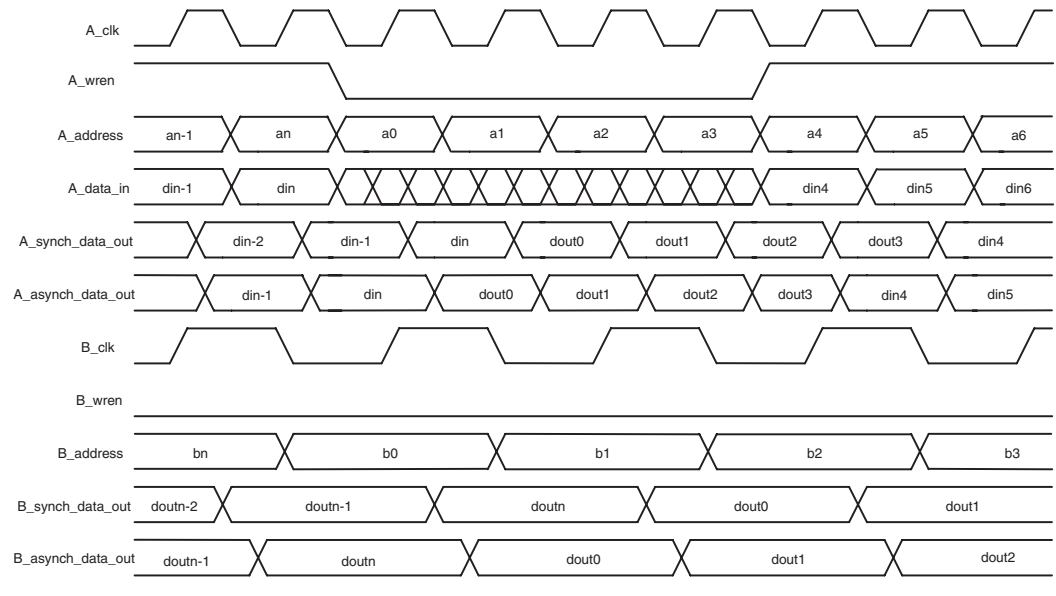 A_clk
A_wren
A_address an-1 an a0 a1 a2 a3 a4 a5 a6
A_data_in din-1 din din4 din5 din6
A_synch_data_out din-2 din-1 din dout0 dout1 dout2 dout3 din4
A_asynch_data_out din-1 din dout0 dout1 dout2 dout3 din4 din5
B_clk
B_wren
B_address bn b0 b1 b2 b3
B_synch_data_out doutn-2 doutn-1 doutn dout0 dout1
B_asynch_data_out doutn-1 doutn dout0 dout1 dout2